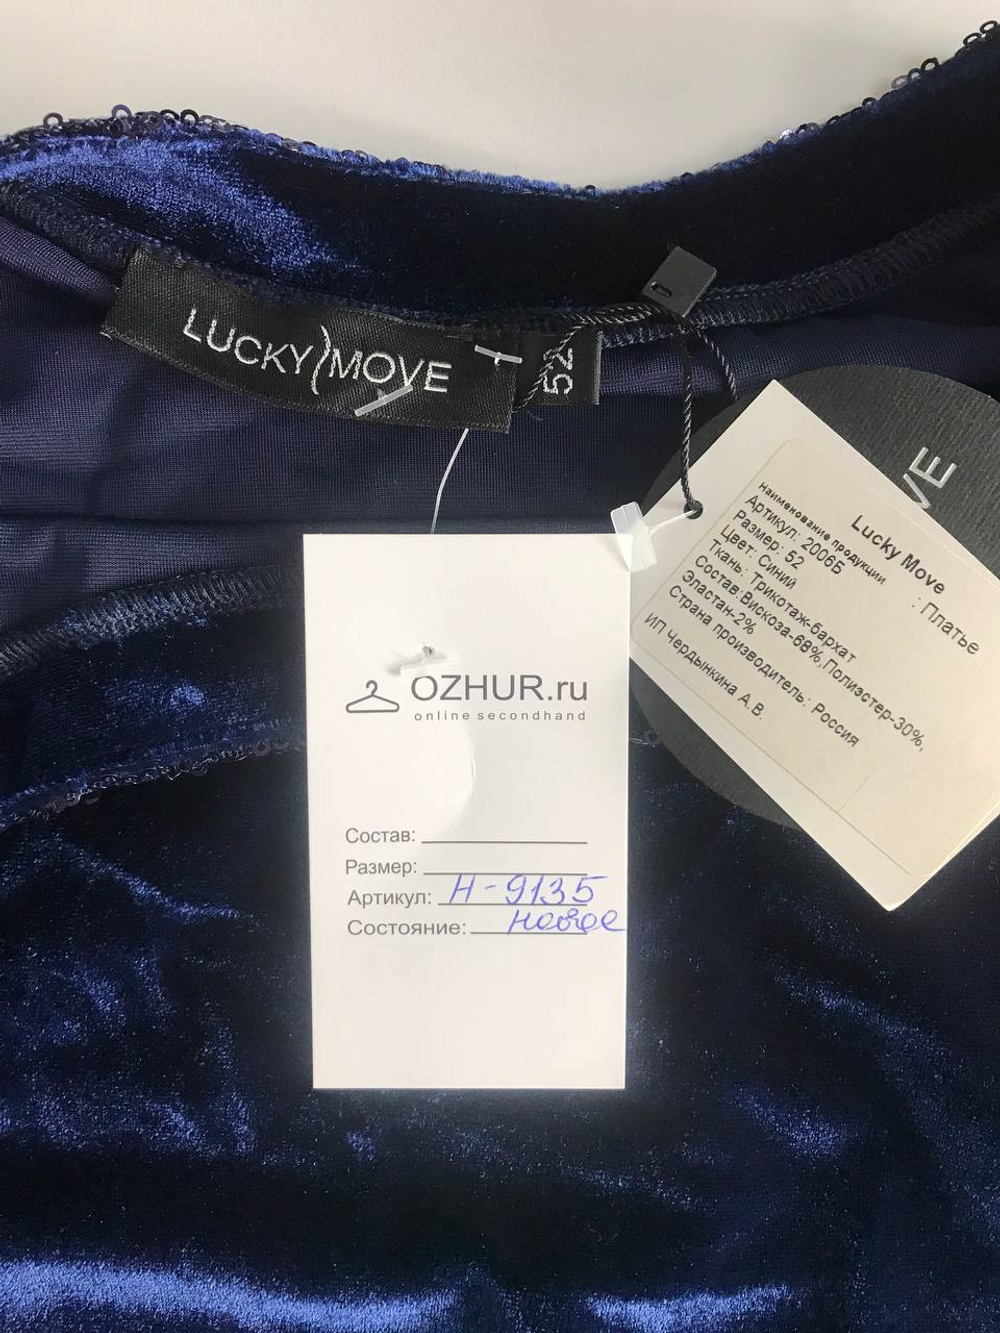 LUCKY MOVE
52
VE
Lucky Move
наименование продукции : Платье
Артикул: 2006Б
Размер: 52
Цвет: Синий
Ткань: Трикотаж-бархат
Состав:Вискоза-68%,Полиэстер-30%,
Эластан-2%
Страна производитель: Россия
ИП Чердынкина А.В.
OZHUR.ru
online secondhand
Состав:
Размер:
Артикул: Н-9135
Состояние: новое